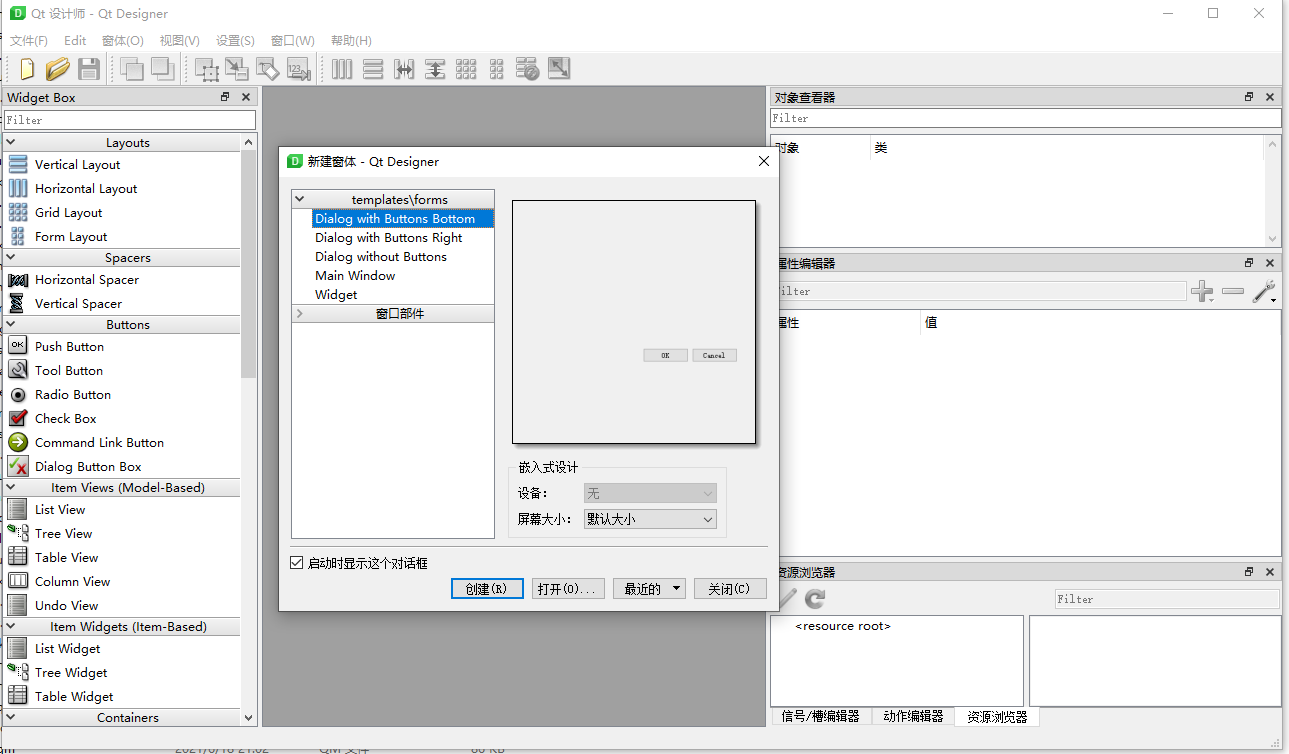 Qt 设计师 - Qt Designer
文件(F) Edit 窗体(O) 视图(V) 设置(S) 窗口(W) 帮助(H)
Widget Box
Filter
Layouts
Vertical Layout
Horizontal Layout
Grid Layout
Form Layout
Spacers
Horizontal Spacer
Vertical Spacer
Buttons
OK
Push Button
Tool Button
Radio Button
Check Box
Command Link Button
Dialog Button Box
Item Views (Model-Based)
List View
Tree View
Table View
Column View
Undo View
Item Widgets (Item-Based)
List Widget
Tree Widget
Table Widget
Containers
新建窗体 - Qt Designer
templates\forms
Dialog with Buttons Bottom
Dialog with Buttons Right
Dialog without Buttons
Main Window
Widget
窗口部件
OK Cancel
嵌入式设计
设备： 无
屏幕大小： 默认大小
启动时显示这个对话框
创建(R) 打开(O)... 最近的 关闭(C)
对象查看器
Filter
对象 类
属性编辑器
Filter
属性 值
资源浏览器
Filter
<resource root>
信号/槽编辑器 动作编辑器 资源浏览器